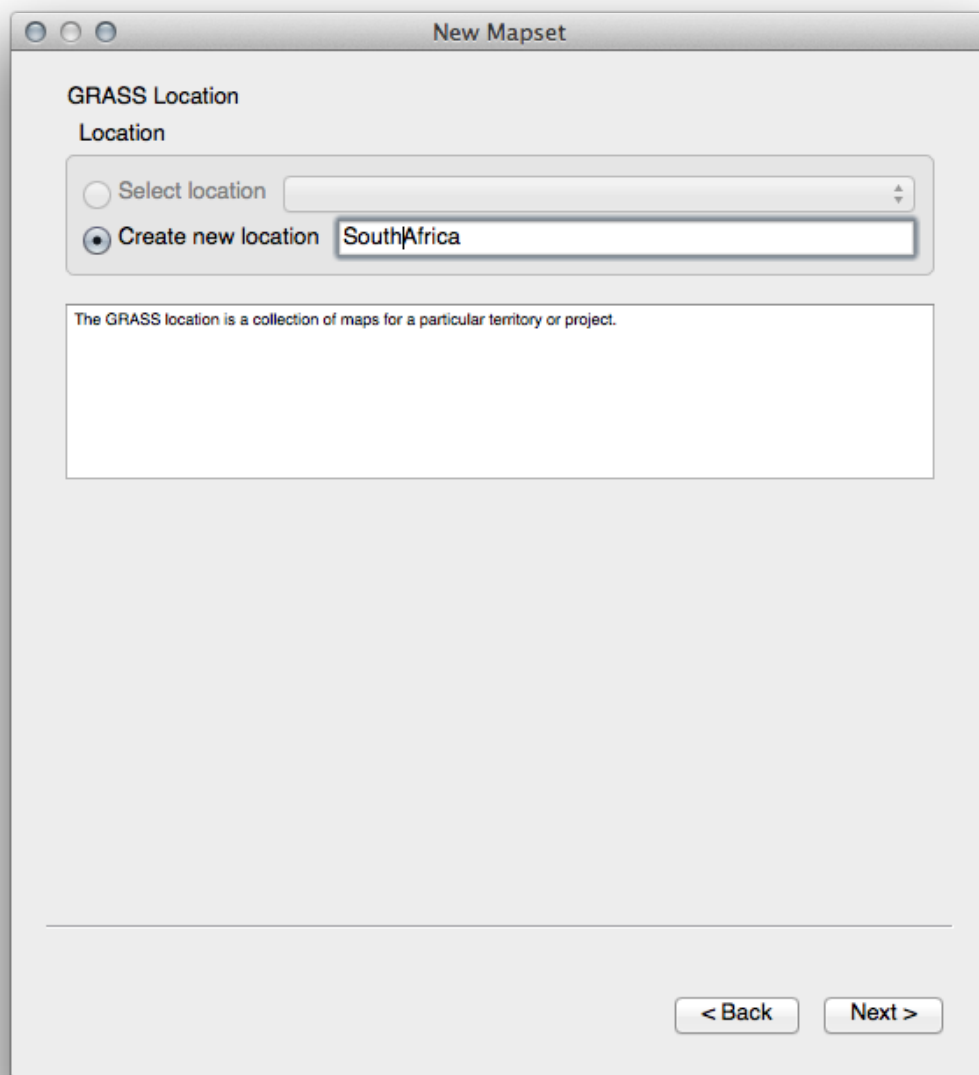 New Mapset
GRASS Location
Location
Select location
Create new location SouthAfrica
The GRASS location is a collection of maps for a particular territory or project.
< Back Next >